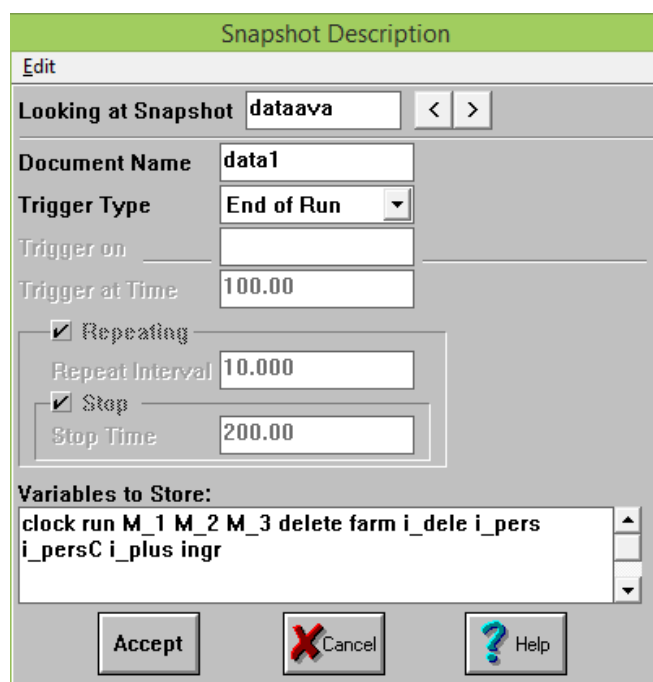 Snapshot Description
Edit
Looking at Snapshot dataava < >
Document Name data1
Trigger Type End of Run
Trigger on
Trigger at Time 100.00
Repeating
Repeat Interval 10.000
Stop
Stop Time 200.00
Variables to Store:
clock run M_1 M_2 M_3 delete farm i_dele i_pers
i_persC i_plus ingr
Accept Cancel ? Help